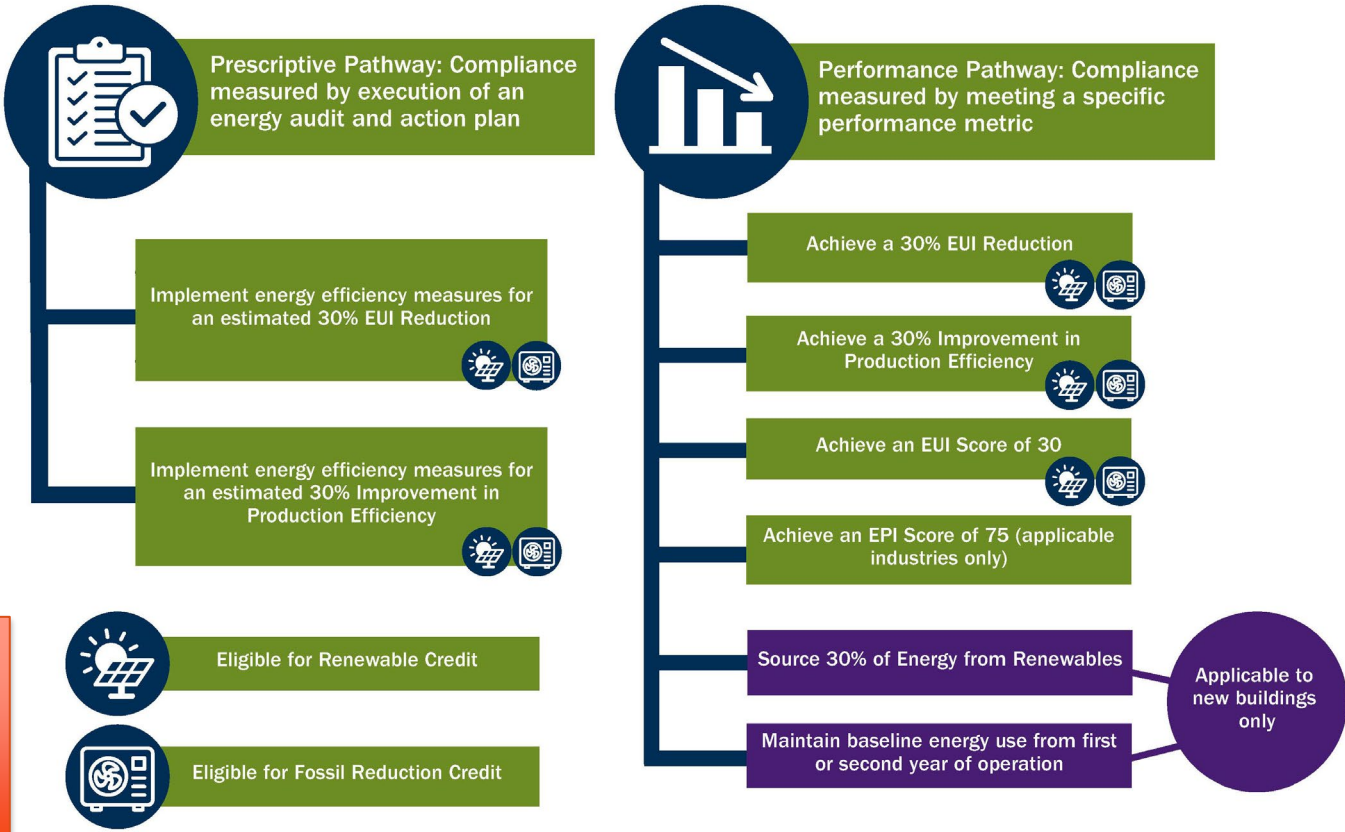 Prescriptive Pathway: Compliance
measured by execution of an
energy audit and action plan
Implement energy efficiency measures for
an estimated 30% EUI Reduction
Implement energy efficiency measures for
an estimated 30% Improvement in
Production Efficiency
Eligible for Renewable Credit
Eligible for Fossil Reduction Credit
Performance Pathway: Compliance
measured by meeting a specific
performance metric
Achieve a 30% EUI Reduction
Achieve a 30% Improvement in
Production Efficiency
Achieve an EUI Score of 30
Achieve an EPI Score of 75 (applicable
industries only)
Source 30% of Energy from Renewables
Maintain baseline energy use from first
or second year of operation
Applicable to
new buildings
only